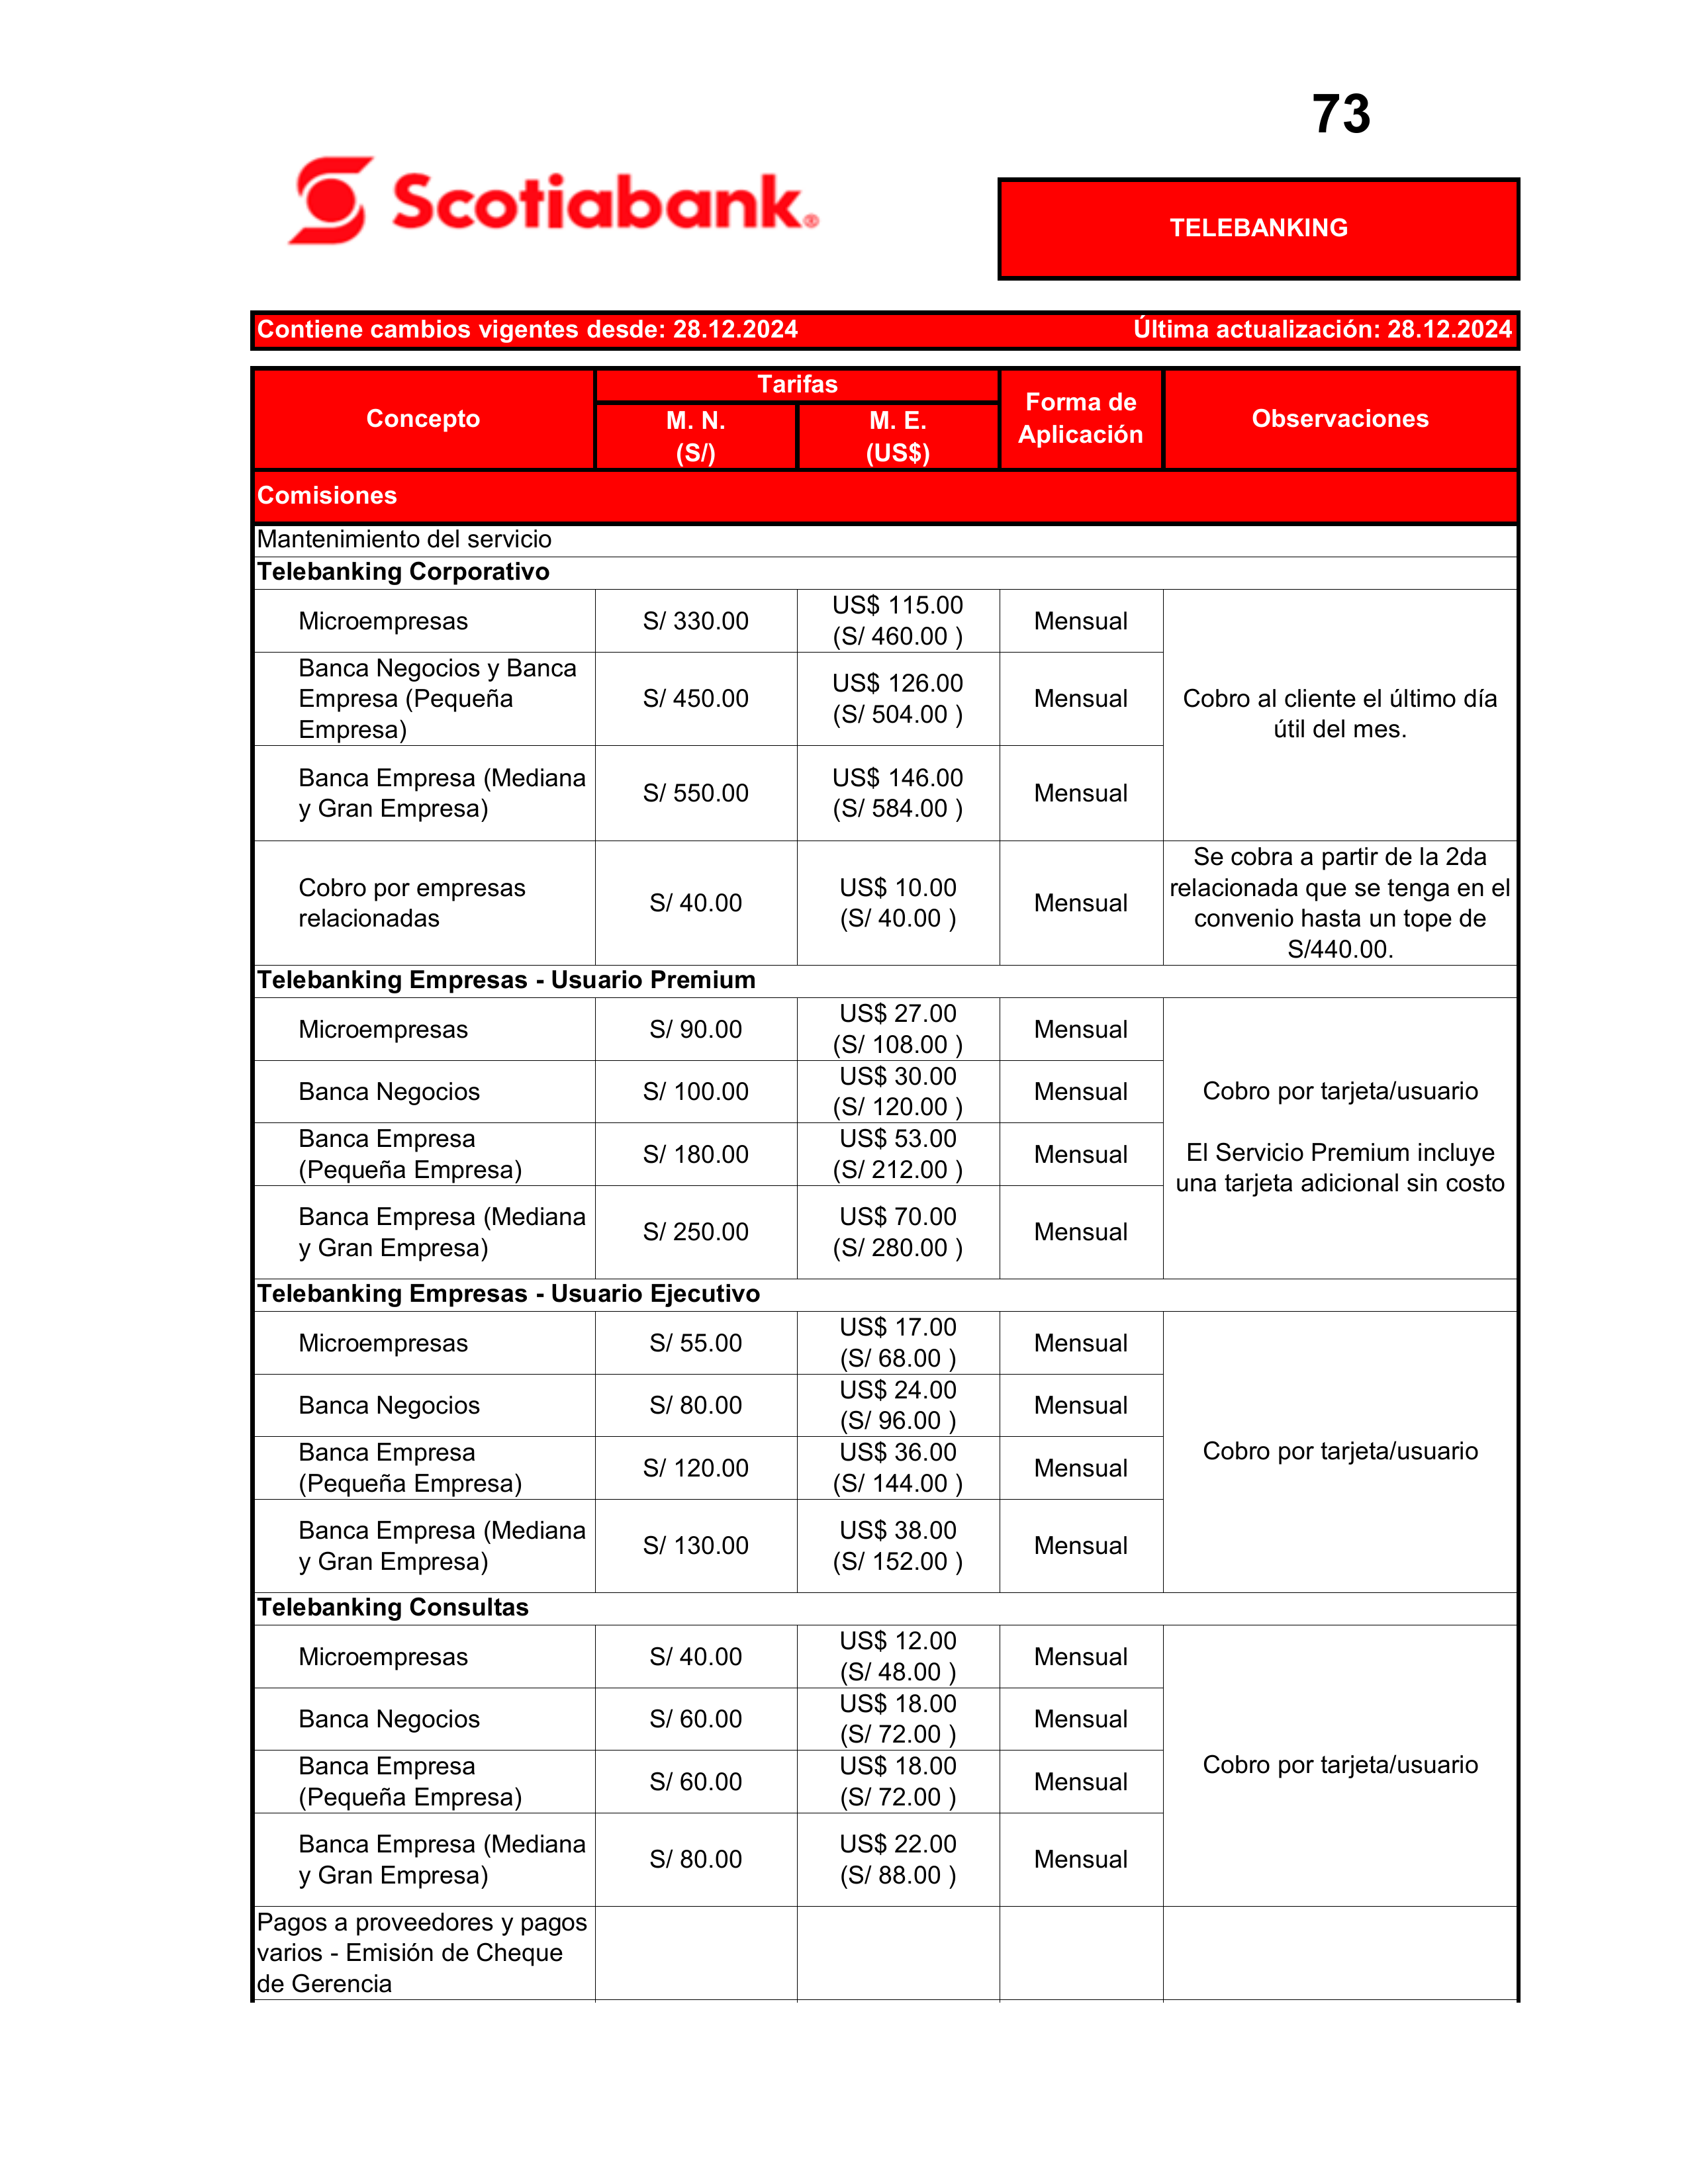 73
Scotiabank®
TELEBANKING
Contiene cambios vigentes desde: 28.12.2024 Última actualización: 28.12.2024
Concepto
Tarifas
M. N.
(S/)
M. E.
(US$)
Forma de
Aplicación
Observaciones
Comisiones
Mantenimiento del servicio
Telebanking Corporativo
Microempresas
S/ 330.00
US$ 115.00
(S/ 460.00 )
Mensual
Banca Negocios y Banca
Empresa (Pequeña
Empresa)
S/ 450.00
US$ 126.00
(S/ 504.00 )
Mensual
Cobro al cliente el último día
útil del mes.
Banca Empresa (Mediana
y Gran Empresa)
S/ 550.00
US$ 146.00
(S/ 584.00 )
Mensual
Cobro por empresas
relacionadas
S/ 40.00
US$ 10.00
(S/ 40.00 )
Mensual
Se cobra a partir de la 2da
relacionada que se tenga en el
convenio hasta un tope de
S/440.00.
Telebanking Empresas - Usuario Premium
Microempresas
S/ 90.00
US$ 27.00
(S/ 108.00 )
Mensual
Banca Negocios
S/ 100.00
US$ 30.00
(S/ 120.00 )
Mensual
Cobro por tarjeta/usuario
El Servicio Premium incluye
una tarjeta adicional sin costo
Banca Empresa
(Pequeña Empresa)
S/ 180.00
US$ 53.00
(S/ 212.00 )
Mensual
Banca Empresa (Mediana
y Gran Empresa)
S/ 250.00
US$ 70.00
(S/ 280.00 )
Mensual
Telebanking Empresas - Usuario Ejecutivo
Microempresas
S/ 55.00
US$ 17.00
(S/ 68.00 )
Mensual
Banca Negocios
S/ 80.00
US$ 24.00
(S/ 96.00 )
Mensual
Cobro por tarjeta/usuario
Banca Empresa
(Pequeña Empresa)
S/ 120.00
US$ 36.00
(S/ 144.00 )
Mensual
Banca Empresa (Mediana
y Gran Empresa)
S/ 130.00
US$ 38.00
(S/ 152.00 )
Mensual
Telebanking Consultas
Microempresas
S/ 40.00
US$ 12.00
(S/ 48.00 )
Mensual
Banca Negocios
S/ 60.00
US$ 18.00
(S/ 72.00 )
Mensual
Cobro por tarjeta/usuario
Banca Empresa
(Pequeña Empresa)
S/ 60.00
US$ 18.00
(S/ 72.00 )
Mensual
Banca Empresa (Mediana
y Gran Empresa)
S/ 80.00
US$ 22.00
(S/ 88.00 )
Mensual
Pagos a proveedores y pagos
varios - Emisión de Cheque
de Gerencia